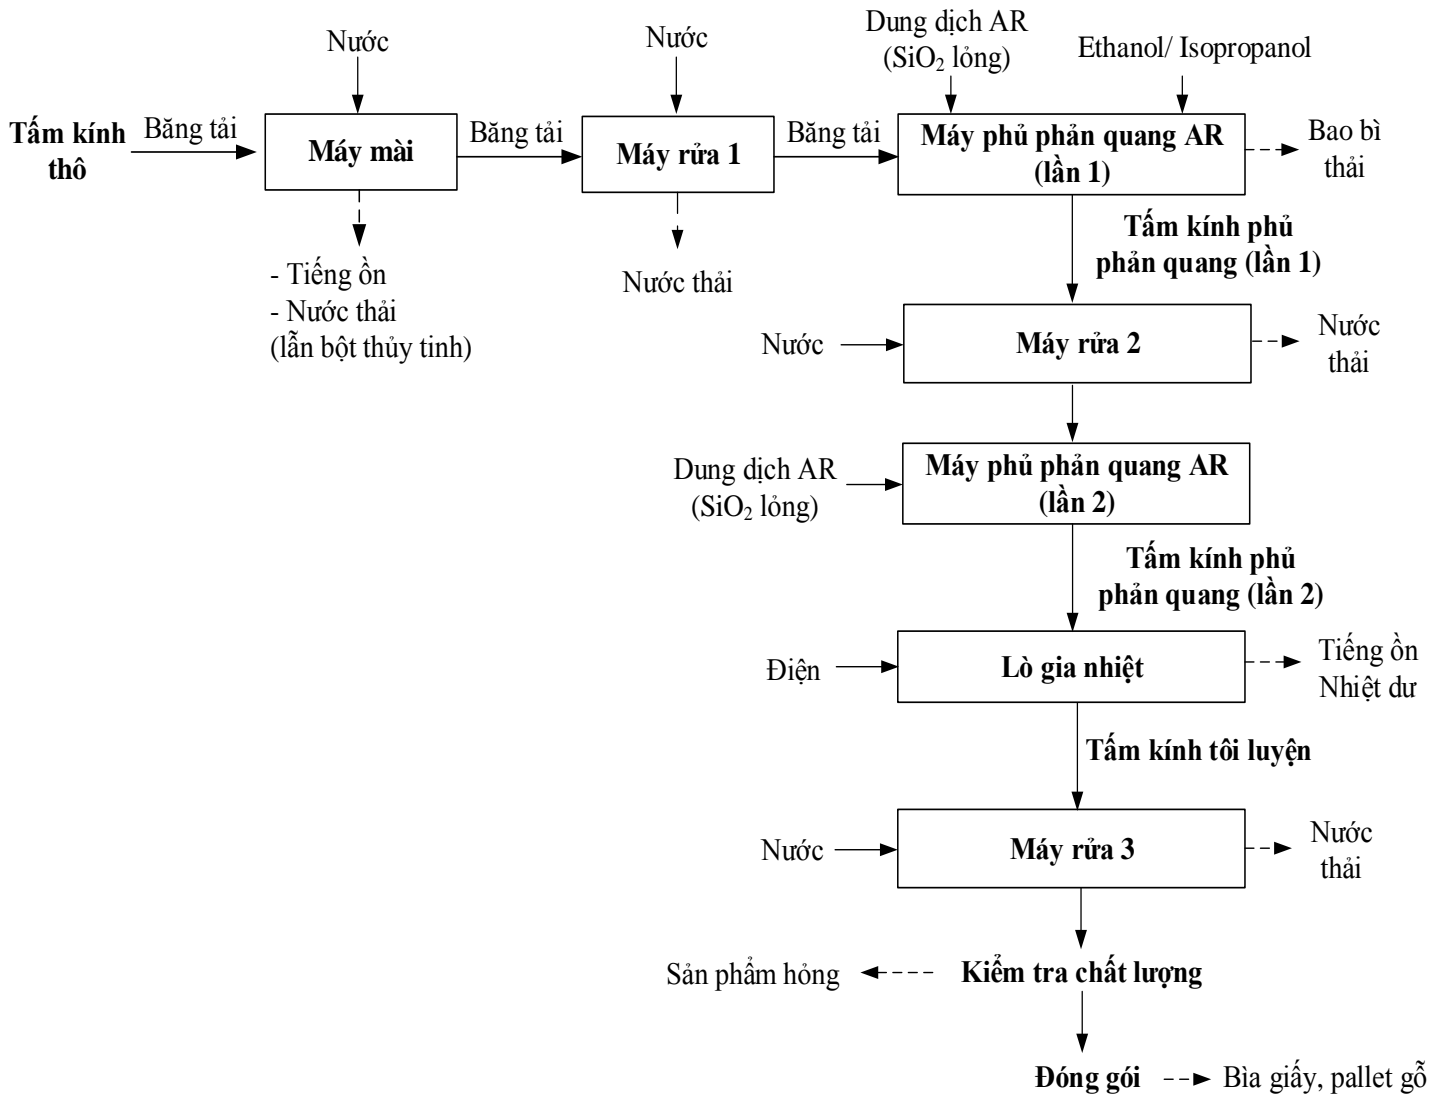 Nước
Nước
Dung dịch AR
(SiO₂ lỏng)
Ethanol/ Isopropanol
Tấm kính
thô
Băng tải
Máy mài
Băng tải
Máy rửa 1
Băng tải
Máy phủ phản quang AR
(lần 1)
Bao bì
thải
- Tiếng ồn
- Nước thải
(lẫn bột thủy tinh)
Nước thải
Tấm kính phủ
phản quang (lần 1)
Nước
Máy rửa 2
Nước
thải
Dung dịch AR
(SiO₂ lỏng)
Máy phủ phản quang AR
(lần 2)
Tấm kính phủ
phản quang (lần 2)
Điện
Lò gia nhiệt
Tiếng ồn
Nhiệt dư
Tấm kính tôi luyện
Nước
Máy rửa 3
Nước
thải
Sản phẩm hỏng
Kiểm tra chất lượng
Đóng gói
Bìa giấy, pallet gỗ